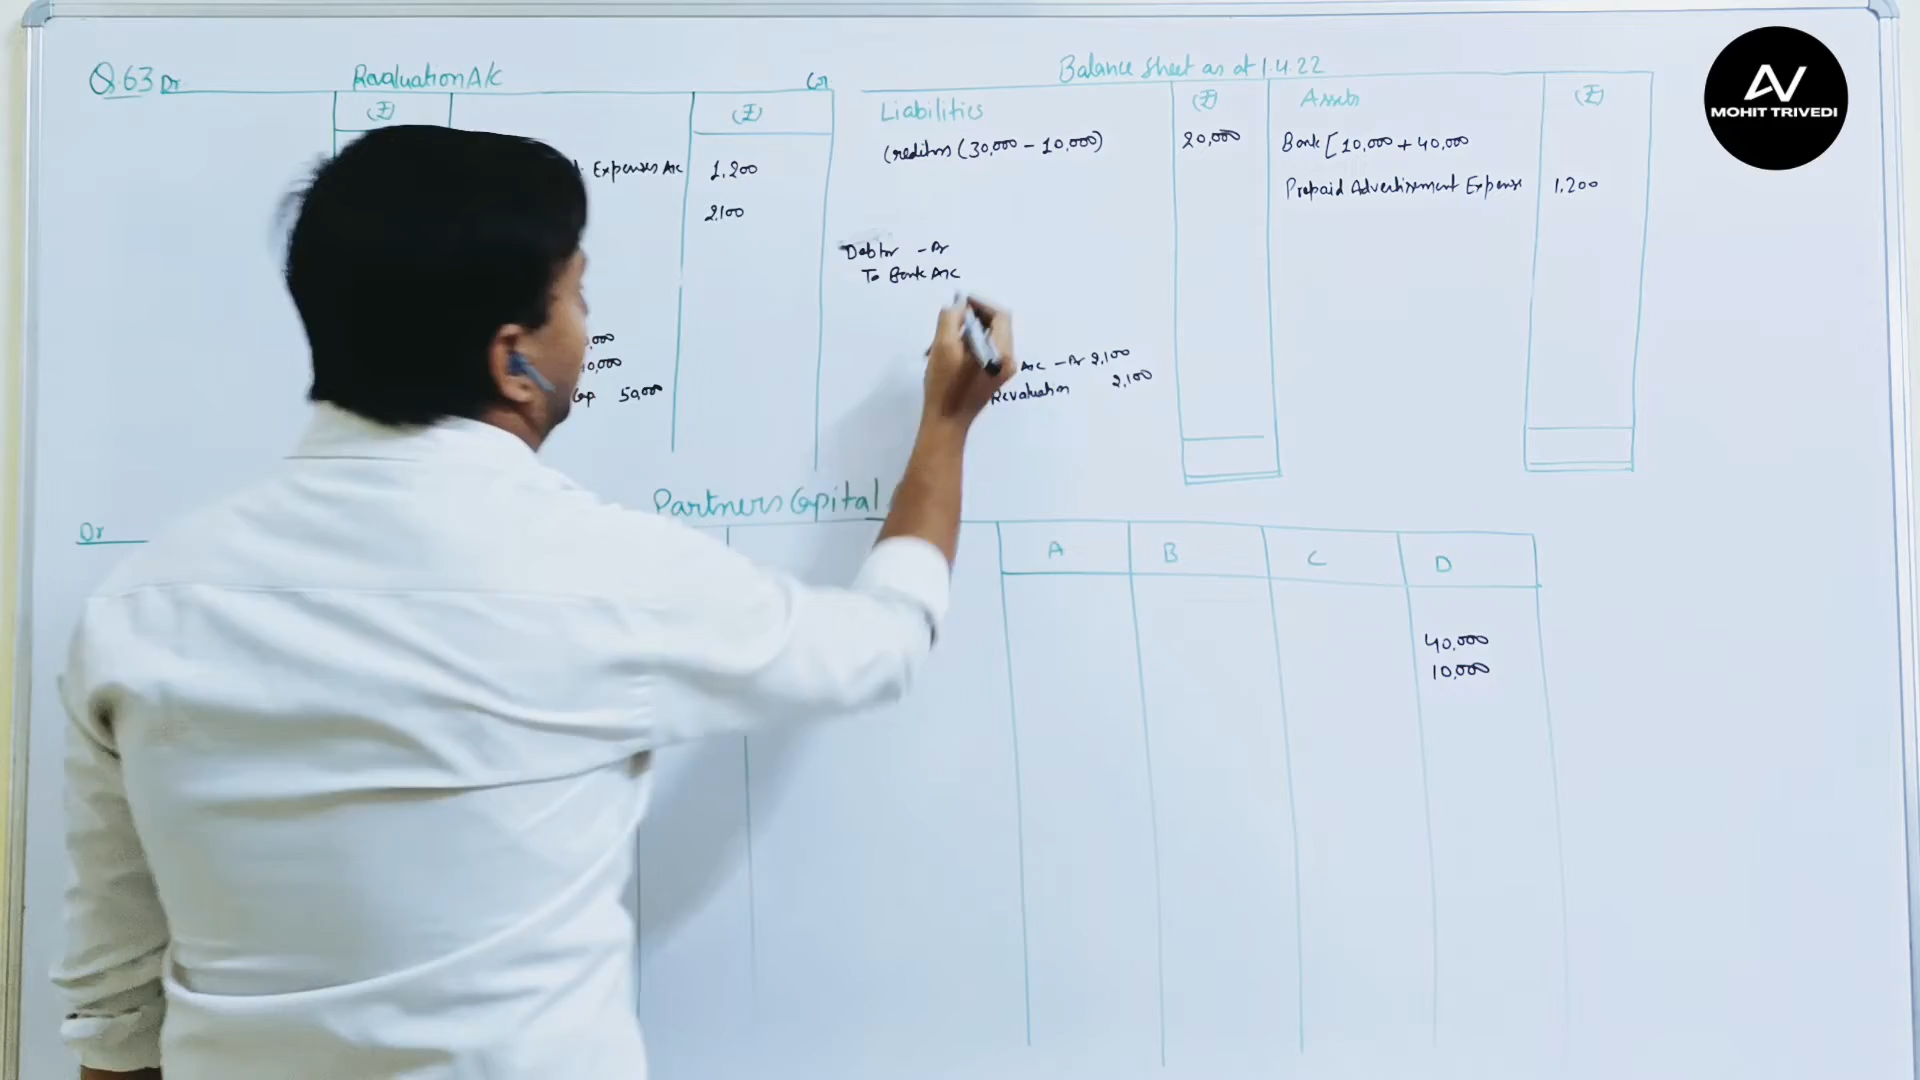 Q.63 Dr Revaluation A/c Cr
(₹) (₹)
Expenses A/c 1,200
2,100
,000
10,000
Cap 50,000
Balance Sheet as at 1.4.22
Liabilities (₹) Assets (₹)
Creditors (30,000 - 10,000) 20,000 Bank [10,000 + 40,000
Prepaid Advertisement Expense 1,200
Debtor - Dr
To Bank A/c
A/c - Dr 2,100
Revaluation 2,100
Partners Capital
Dr
A B C D
40,000
10,000
AV
MOHIT TRIVEDI